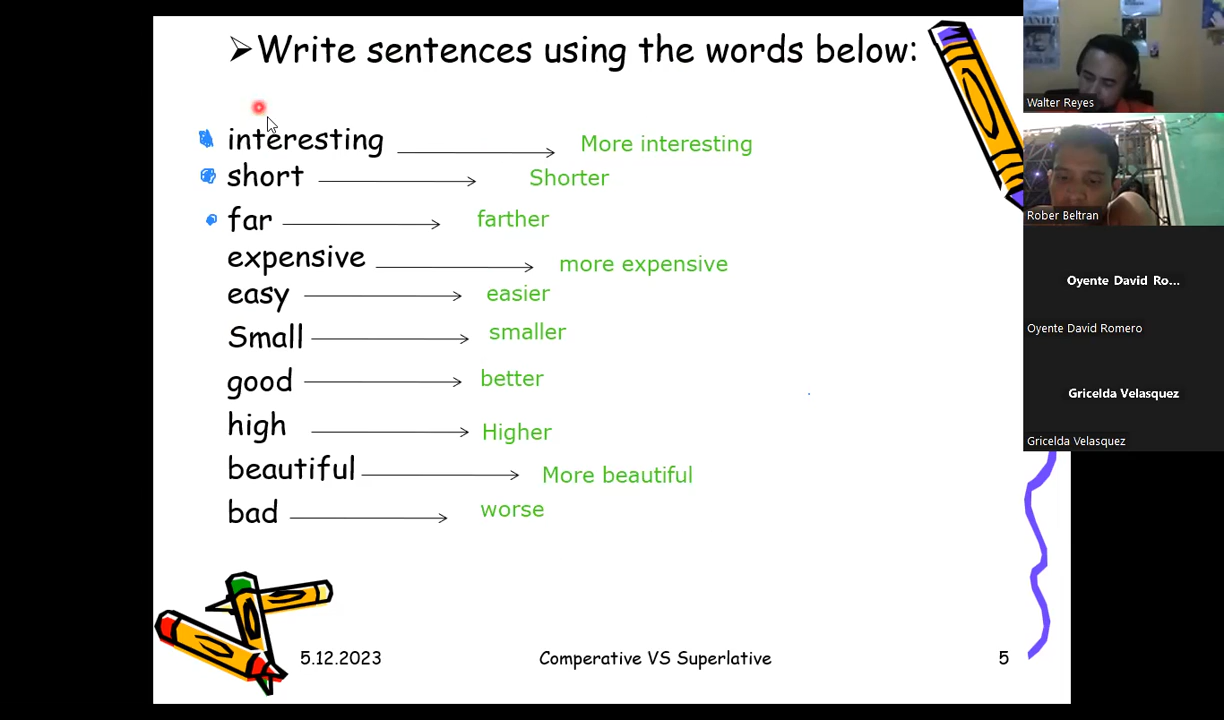 ➢Write sentences using the words below:
interesting More interesting
short Shorter
far farther
expensive more expensive
easy easier
Small smaller
good better
high Higher
beautiful More beautiful
bad worse
5.12.2023 Comperative VS Superlative 5
Walter Reyes
Rober Beltran
Oyente David Ro...
Oyente David Romero
Gricelda Velasquez
Gricelda Velasquez